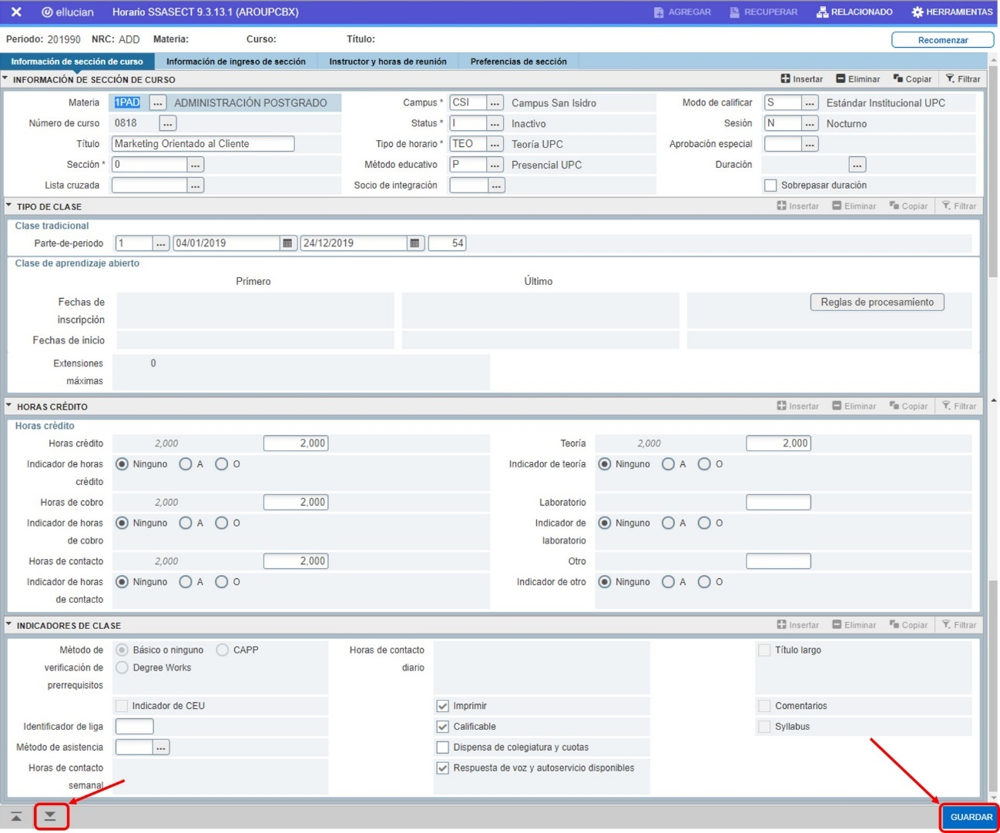 ✕ ellucian Horario SSASECT 9.3.13.1 (AROUPCBX) AGREGAR RECUPERAR RELACIONADO HERRAMIENTAS
Periodo: 201990 NRC: ADD Materia: Curso: Título: Recomenzar
Información de sección de curso Información de ingreso de sección Instructor y horas de reunión Preferencias de sección
INFORMACIÓN DE SECCIÓN DE CURSO Insertar Eliminar Copiar Filtrar
Materia 1PAD ... ADMINISTRACIÓN POSTGRADO Campus * CSI ... Campus San Isidro Modo de calificar S ... Estándar Institucional UPC
Número de curso 0818 ... Status * I ... Inactivo Sesión N ... Nocturno
Título Marketing Orientado al Cliente Tipo de horario * TEO ... Teoría UPC Aprobación especial ...
Sección * 0 ... Método educativo P ... Presencial UPC Duración ...
Lista cruzada ... Socio de integración ... Sobrepasar duración
TIPO DE CLASE Insertar Eliminar Copiar Filtrar
Clase tradicional
Parte-de-periodo 1 ... 04/01/2019 24/12/2019 54
Clase de aprendizaje abierto
Primero Último
Fechas de Reglas de procesamiento
inscripción
Fechas de inicio
Extensiones 0
máximas
HORAS CRÉDITO Insertar Eliminar Copiar Filtrar
Horas crédito
Horas crédito 2,000 2,000 Teoría 2,000 2,000
Indicador de horas Ninguno A O Indicador de teoría Ninguno A O
crédito
Horas de cobro 2,000 2,000 Laboratorio
Indicador de horas Ninguno A O Indicador de Ninguno A O
de cobro laboratorio
Horas de contacto 2,000 2,000 Otro
Indicador de horas Ninguno A O Indicador de otro Ninguno A O
de contacto
INDICADORES DE CLASE Insertar Eliminar Copiar Filtrar
Método de Básico o ninguno CAPP Horas de contacto Título largo
verificación de Degree Works diario
prerrequisitos
Indicador de CEU Imprimir Comentarios
Identificador de liga Calificable Syllabus
Método de asistencia ... Dispensa de colegiatura y cuotas
Horas de contacto Respuesta de voz y autoservicio disponibles
semanal
GUARDAR